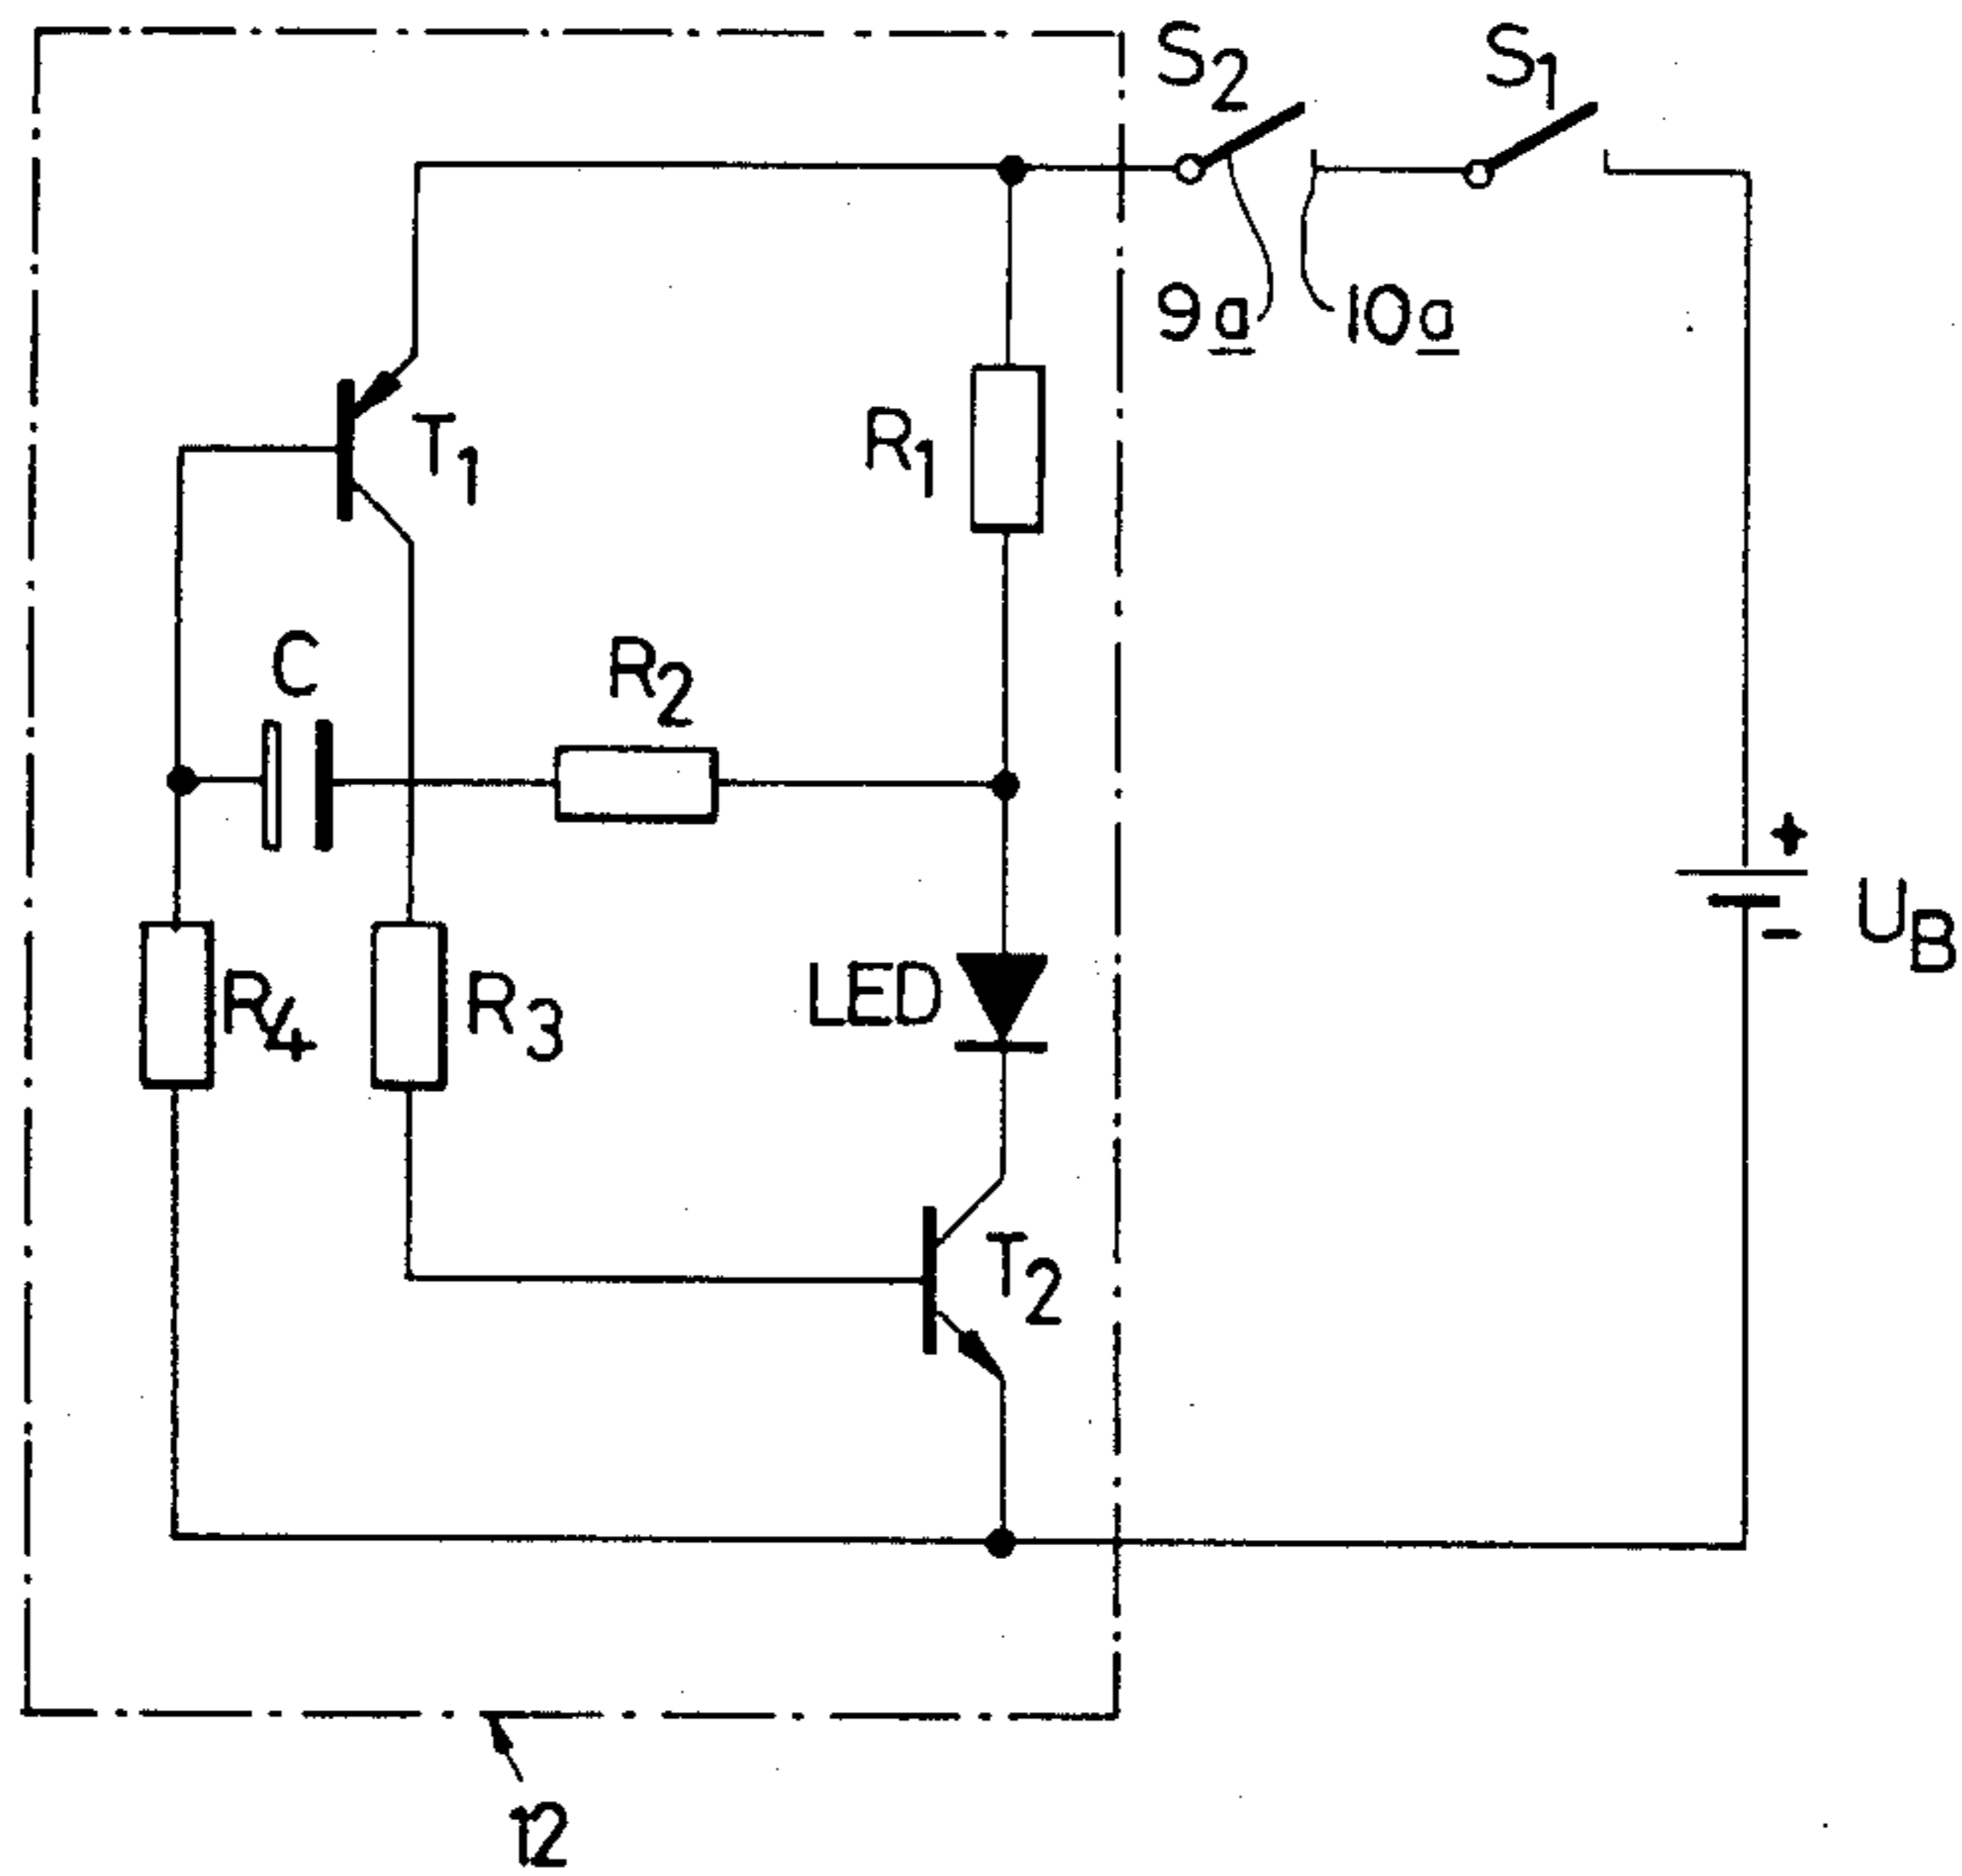 S2 S1
9a 10a
T1 R1
C R2
+
UB
-
R4 R3 LED
T2
12